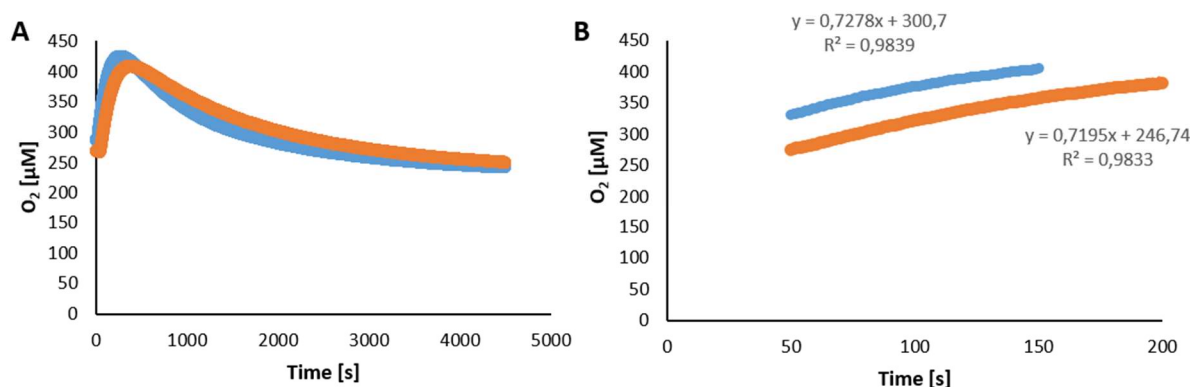 A
450
400
350
300
250
200
150
100
50
0
O₂ [µM]
0 1000 2000 3000 4000 5000
Time [s]
B
y = 0,7278x + 300,7
R² = 0,9839
450
400
350
300
250
200
150
100
50
0
O₂ [µM]
y = 0,7195x + 246,74
R² = 0,9833
0 50 100 150 200
Time [s]